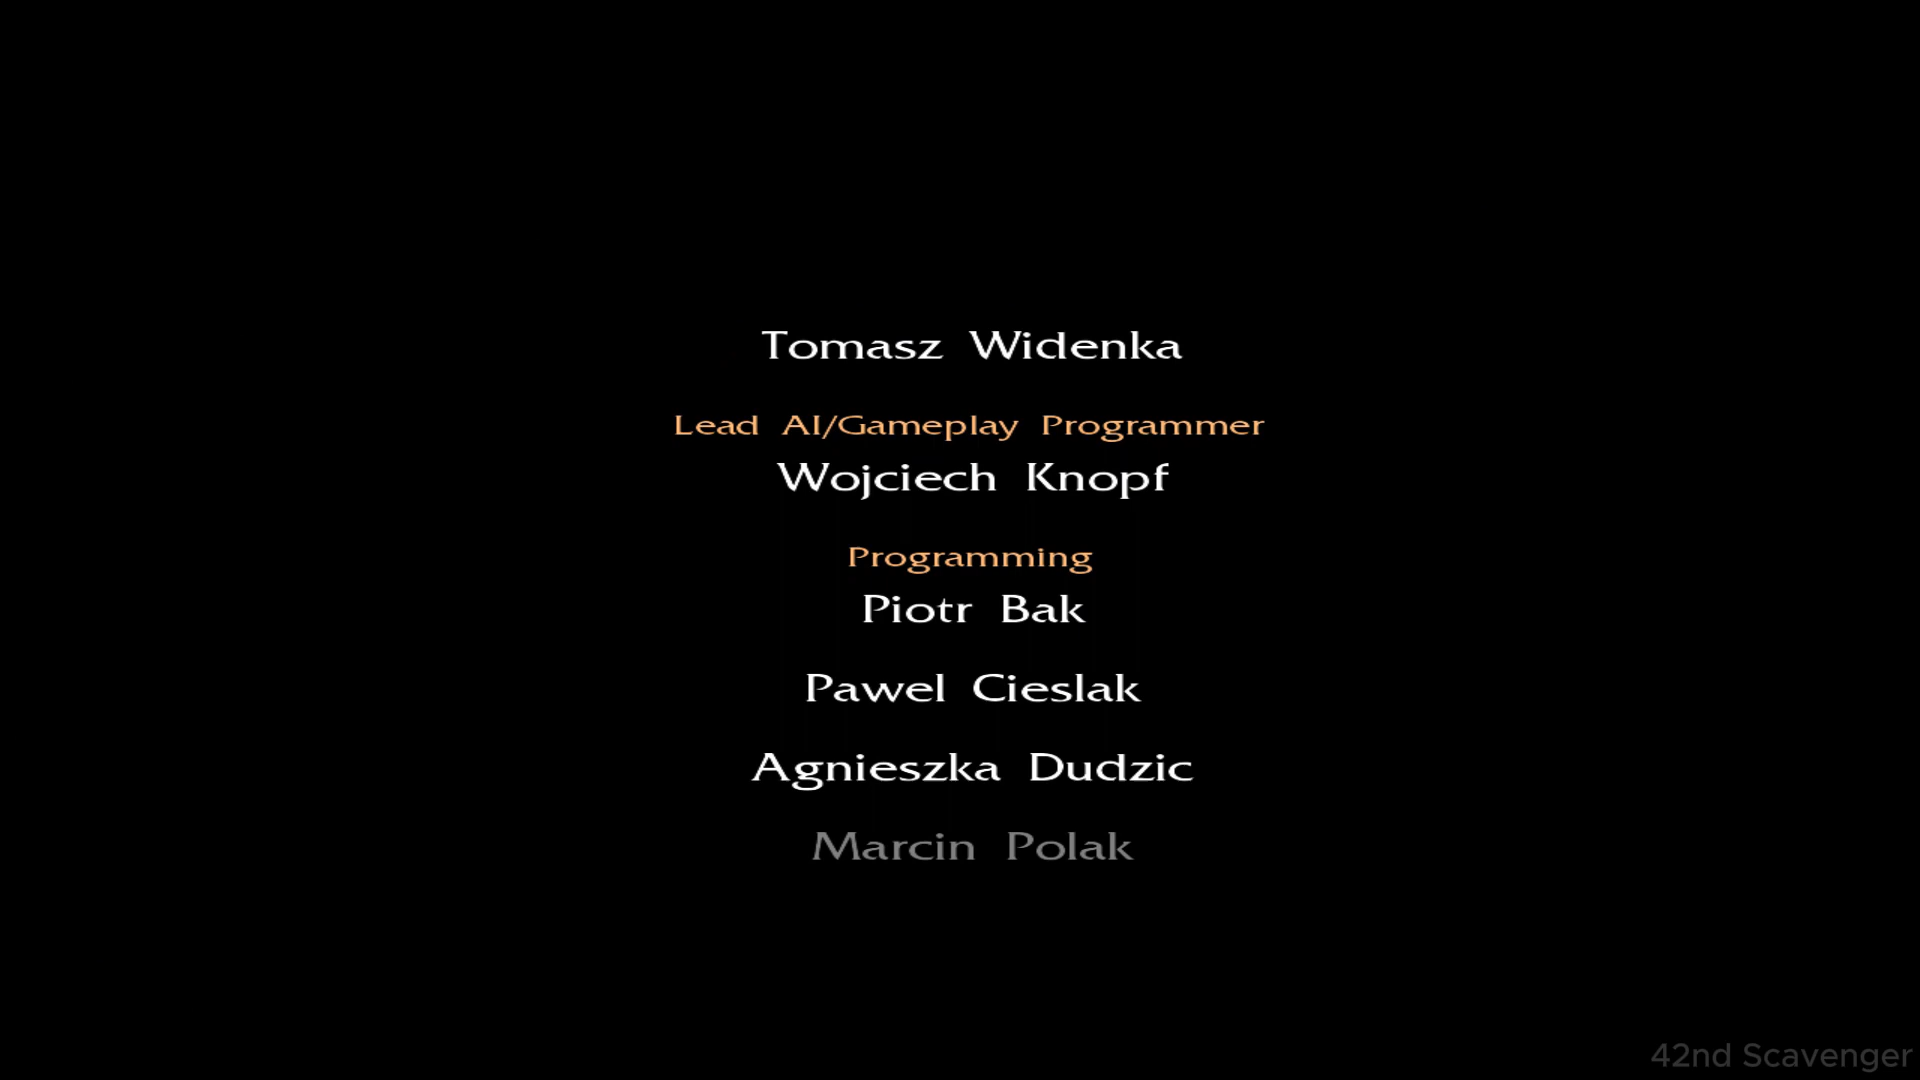 Tomasz Widenka
Lead AI/Gameplay Programmer
Wojciech Knopf
Programming
Piotr Bak
Pawel Cieslak
Agnieszka Dudzic
Marcin Polak
42nd Scavenger